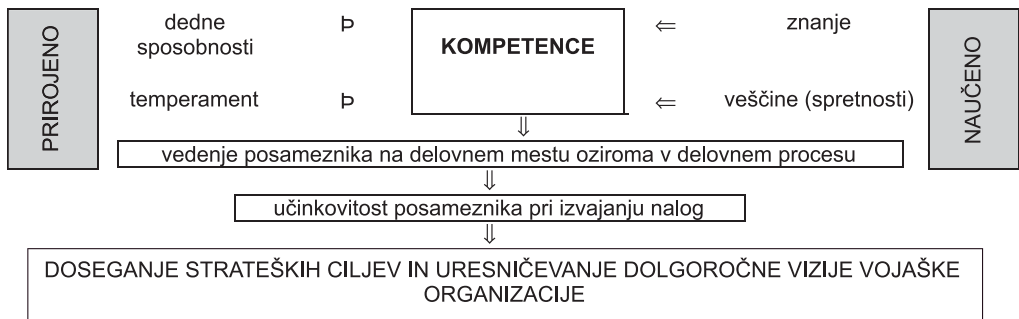 PRIROJENO
dedne
sposobnosti
Þ
KOMPETENCE
⇐
znanje
NAUČENO
temperament
Þ
⇐
veščine (spretnosti)
⇓
vedenje posameznika na delovnem mestu oziroma v delovnem procesu
⇓
učinkovitost posameznika pri izvajanju nalog
⇓
DOSEGANJE STRATEŠKIH CILJEV IN URESNIČEVANJE DOLGOROČNE VIZIJE VOJAŠKE
ORGANIZACIJE